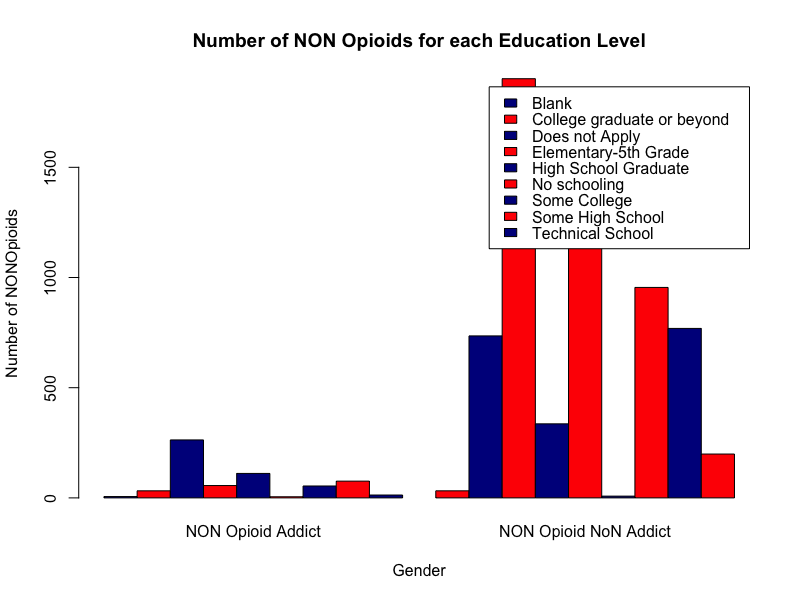 Number of NON Opioids for each Education Level
Number of NONOpioids
1500
1000
500
0
Blank
College graduate or beyond
Does not Apply
Elementary-5th Grade
High School Graduate
No schooling
Some College
Some High School
Technical School
NON Opioid Addict
NON Opioid NoN Addict
Gender